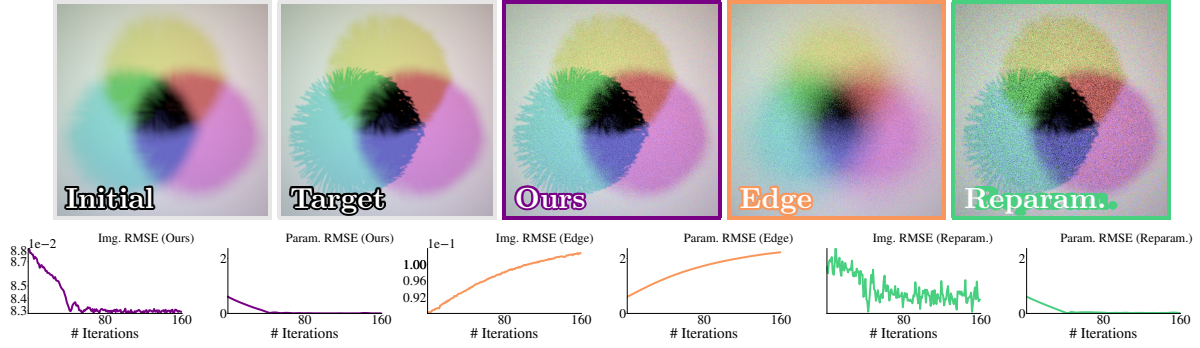 Initial
Target
Ours
Edge
Reparam.
Img. RMSE (Ours)
Param. RMSE (Ours)
Img. RMSE (Edge)
Param. RMSE (Edge)
Img. RMSE (Reparam.)
Param. RMSE (Reparam.)
1e−2
8.8
8.7
8.5
8.4
8.3
80
160
# Iterations
2
0
80
160
# Iterations
1e−1
1.00
0.96
0.92
80
160
# Iterations
2
0
80
160
# Iterations
80
160
# Iterations
2
0
80
160
# Iterations